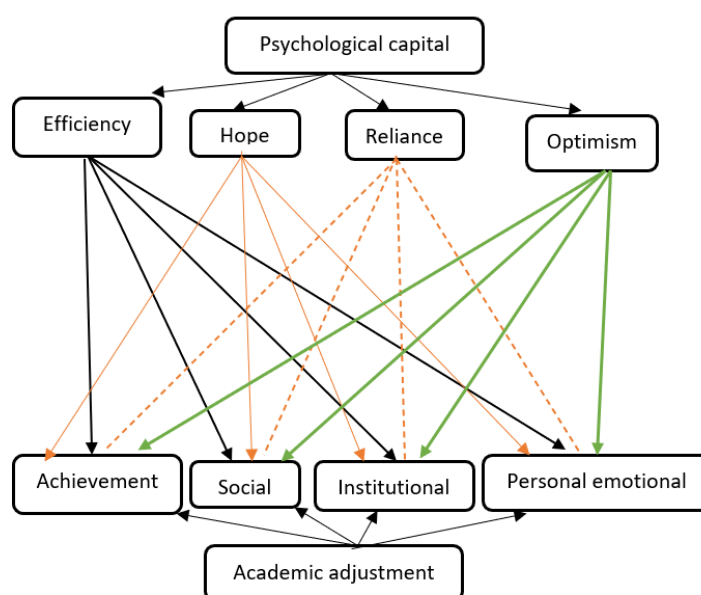 Psychological capital
Efficiency
Hope
Reliance
Optimism
Achievement
Social
Institutional
Personal emotional
Academic adjustment